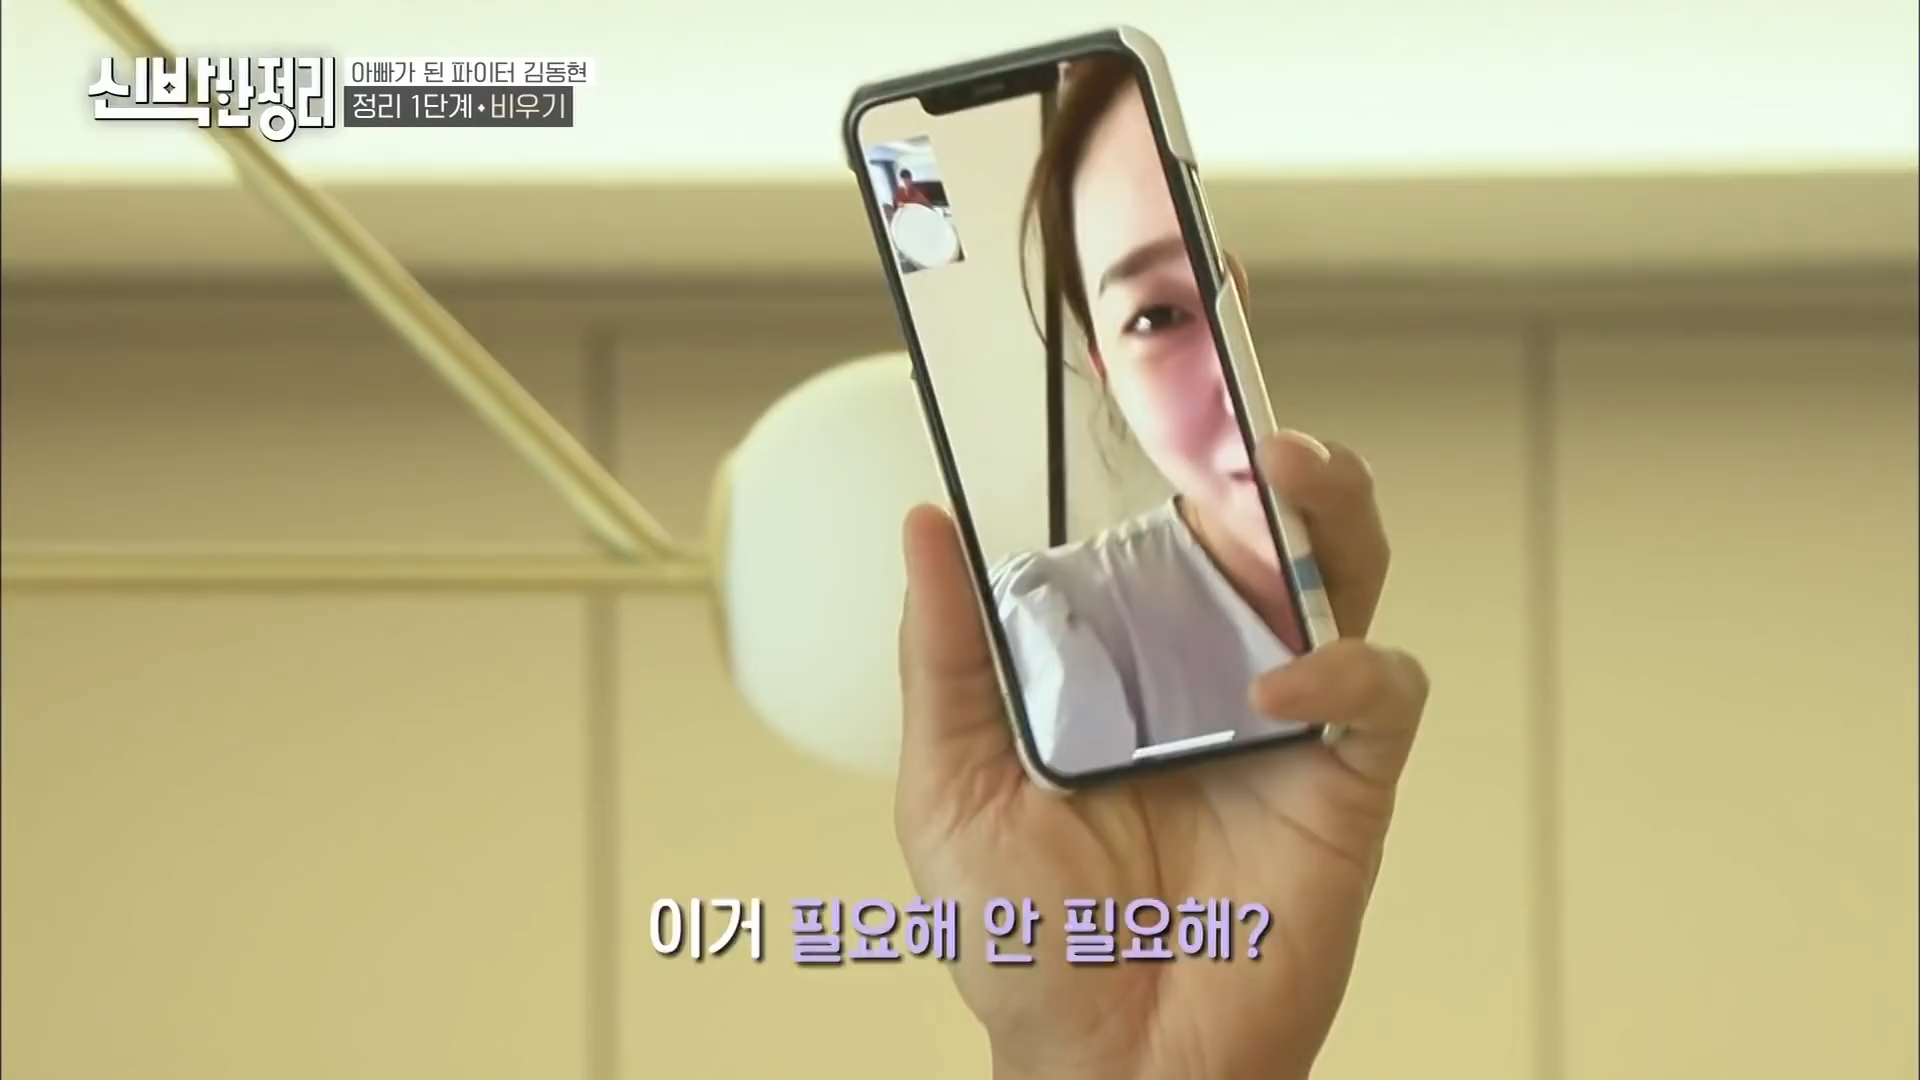 신박한정리
아빠가 된 파이터 김동현
정리 1단계·비우기
이거 필요해 안 필요해?